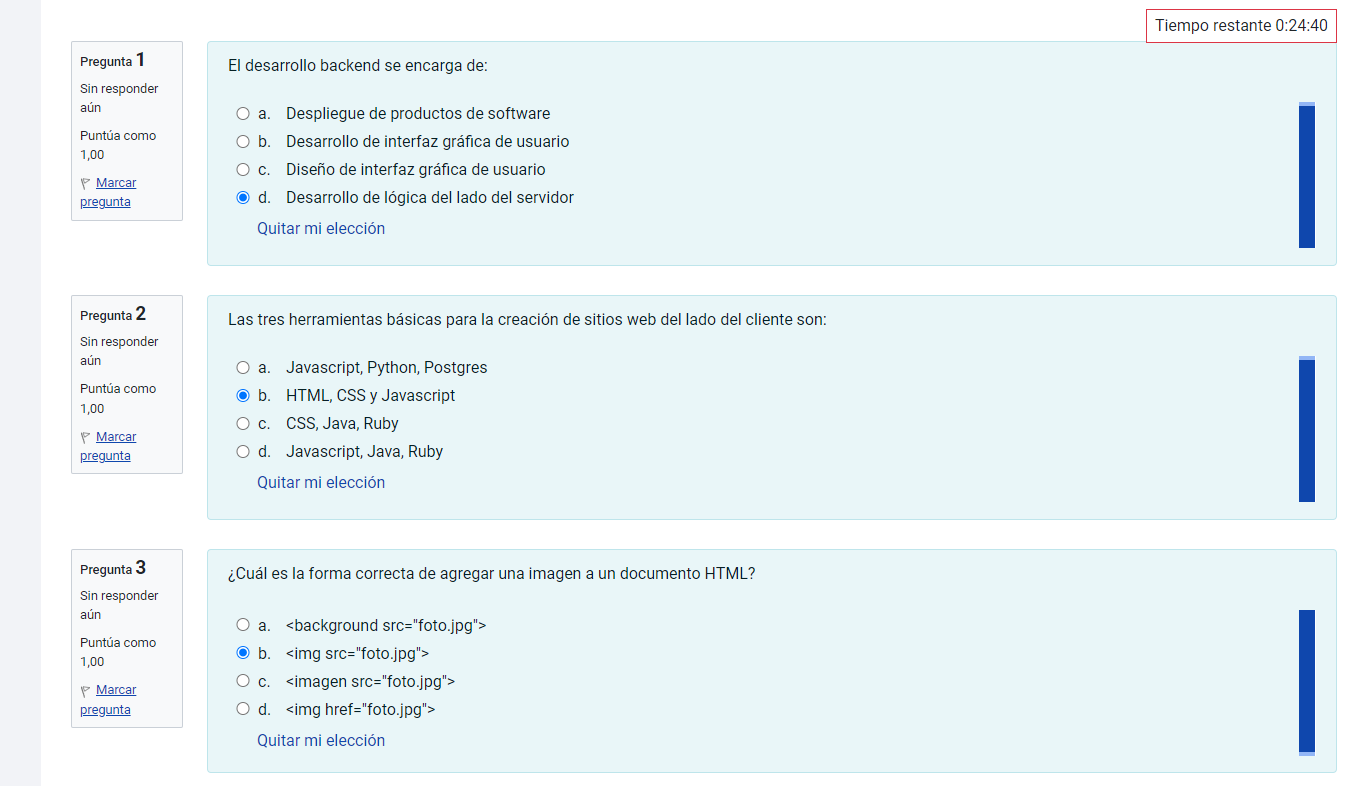 Tiempo restante 0:24:40
Pregunta 1
Sin responder
aún
Puntúa como
1,00
Marcar
pregunta
El desarrollo backend se encarga de:
a. Despliegue de productos de software
b. Desarrollo de interfaz gráfica de usuario
c. Diseño de interfaz gráfica de usuario
d. Desarrollo de lógica del lado del servidor
Quitar mi elección
Pregunta 2
Sin responder
aún
Puntúa como
1,00
Marcar
pregunta
Las tres herramientas básicas para la creación de sitios web del lado del cliente son:
a. Javascript, Python, Postgres
b. HTML, CSS y Javascript
c. CSS, Java, Ruby
d. Javascript, Java, Ruby
Quitar mi elección
Pregunta 3
Sin responder
aún
Puntúa como
1,00
Marcar
pregunta
¿Cuál es la forma correcta de agregar una imagen a un documento HTML?
a. <background src="foto.jpg">
b. <img src="foto.jpg">
c. <imagen src="foto.jpg">
d. <img href="foto.jpg">
Quitar mi elección